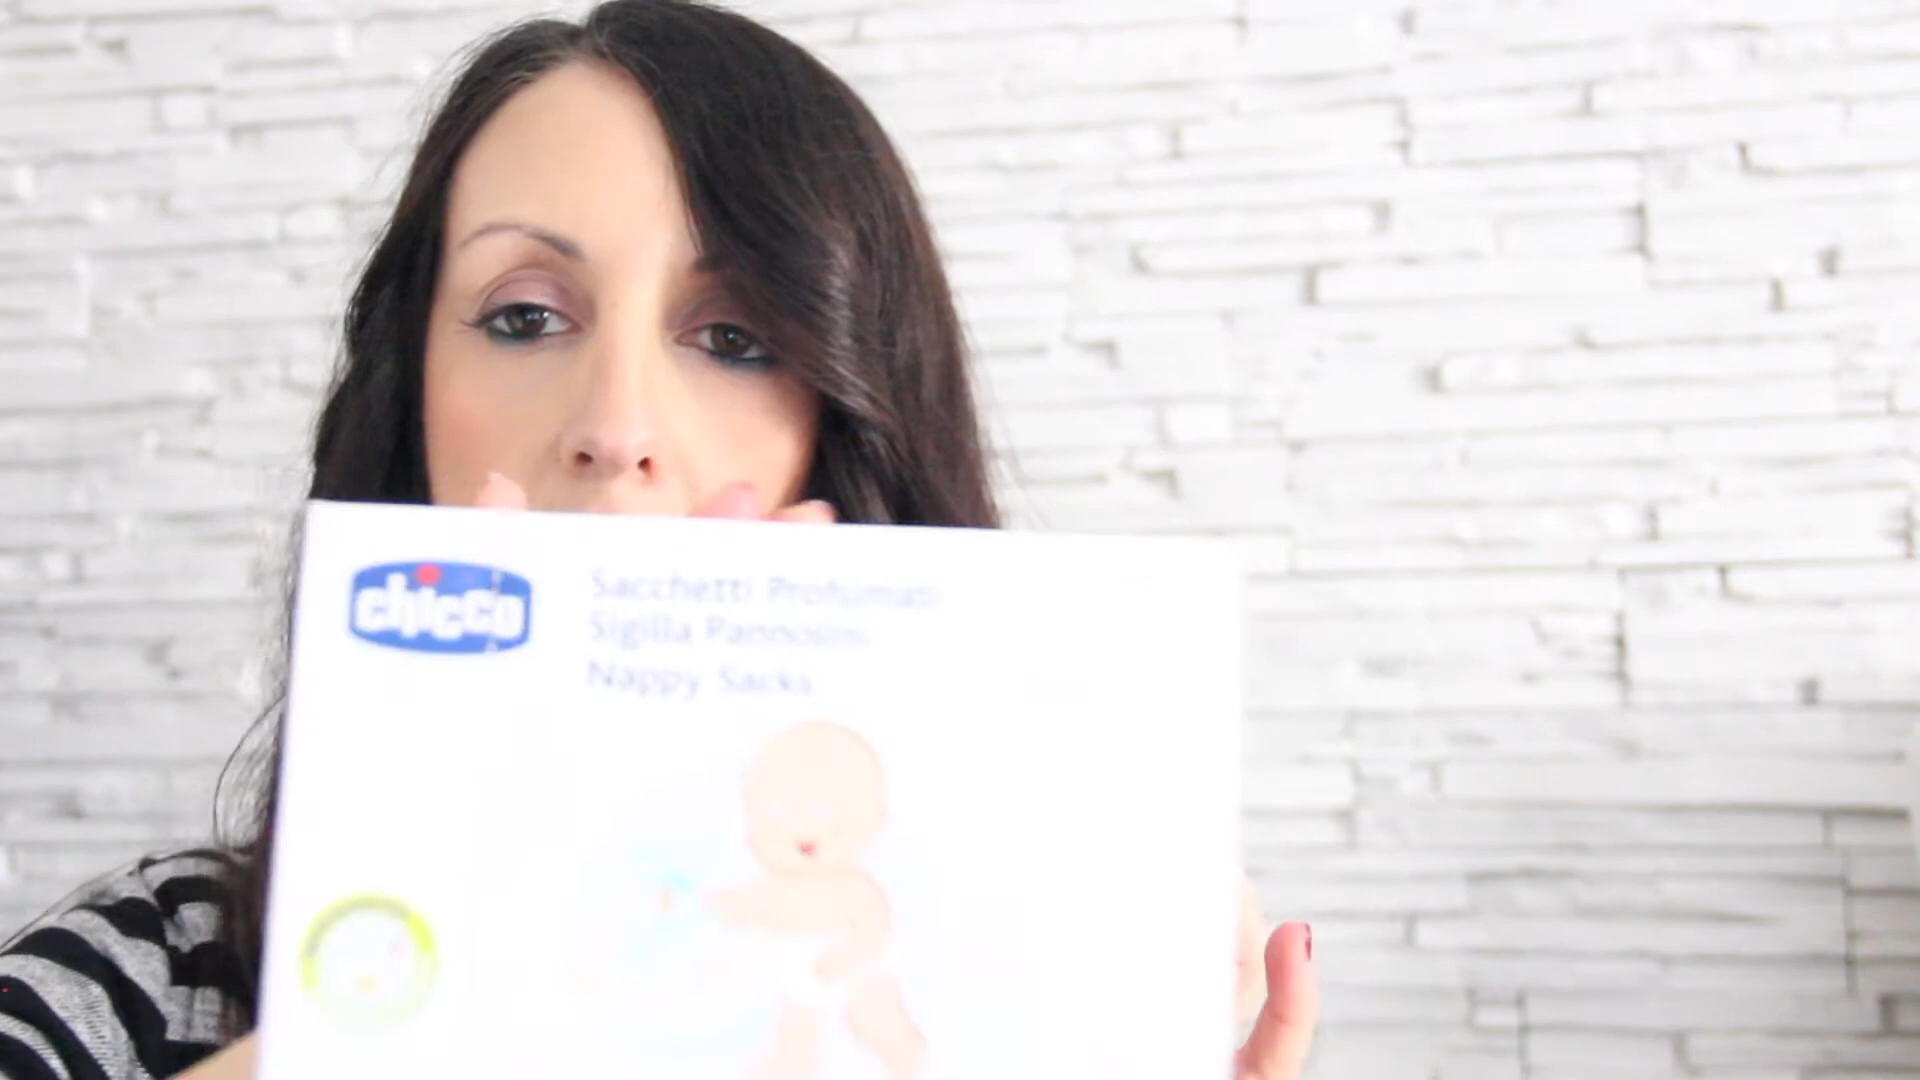 chicco
Sacchetti Profumati
Sigilla Pannolini
Nappy Sacks